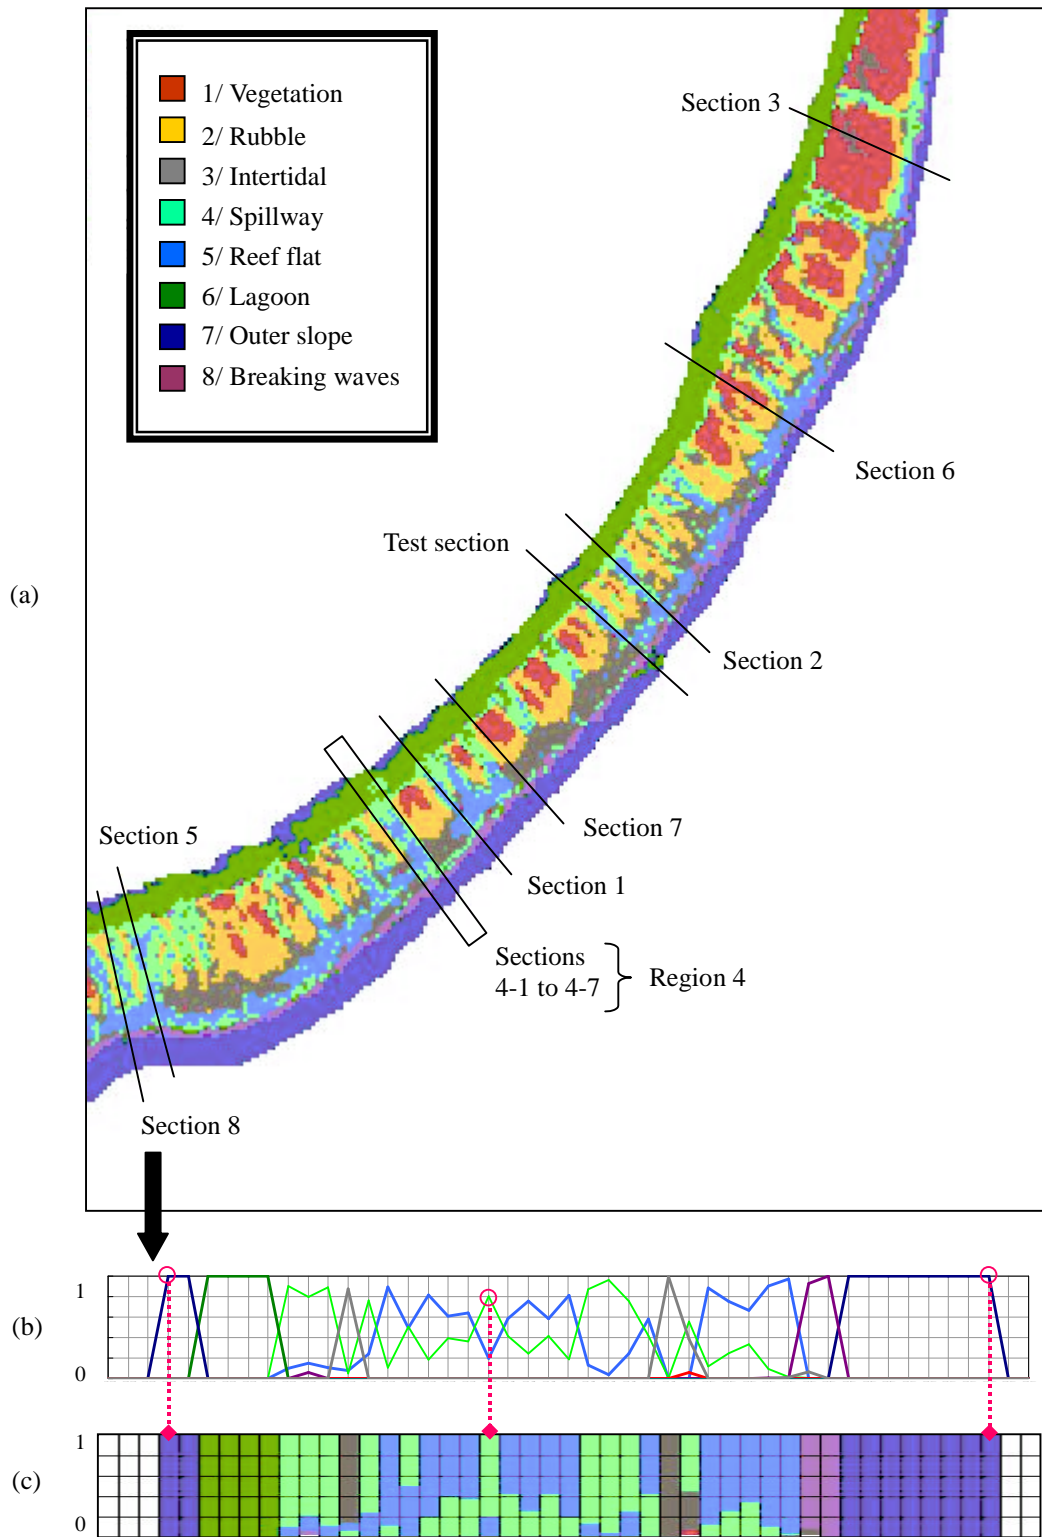 1/ Vegetation
2/ Rubble
3/ Intertidal
4/ Spillway
5/ Reef flat
6/ Lagoon
7/ Outer slope
8/ Breaking waves
Section 3
Section 6
Test section
(a)
Section 2
Section 7
Section 5
Section 1
Sections
4-1 to 4-7
Region 4
Section 8
1
(b)
0
1
(c)
0